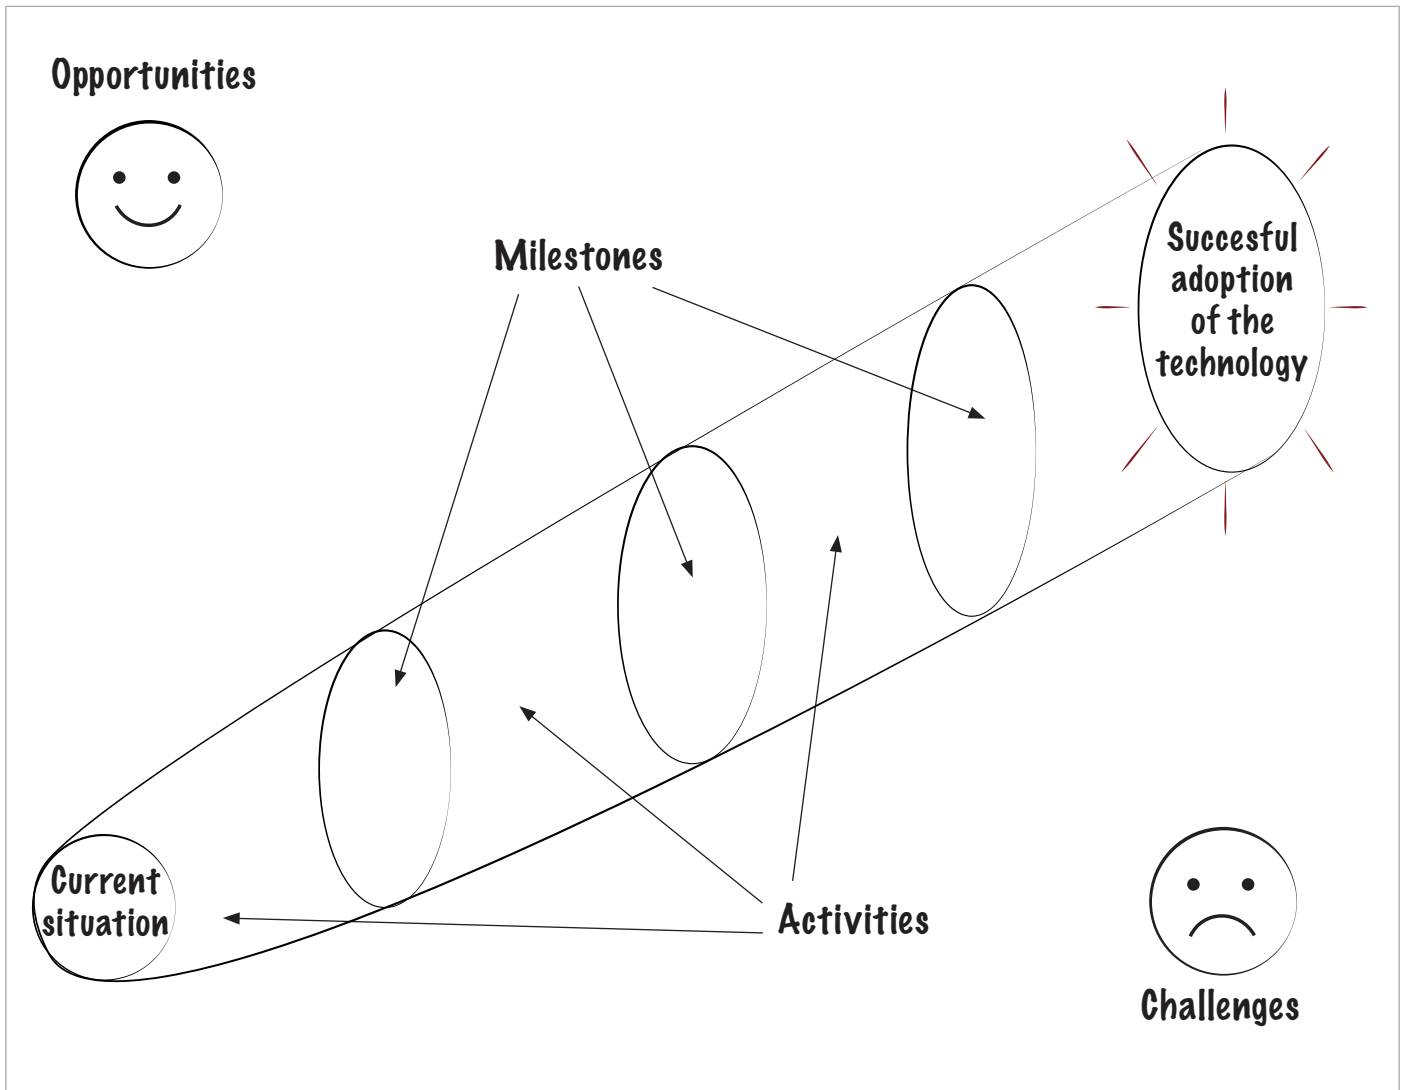 Opportunities
Milestones
Succesful
adoption
of the
technology
Current
situation
Activities
Challenges